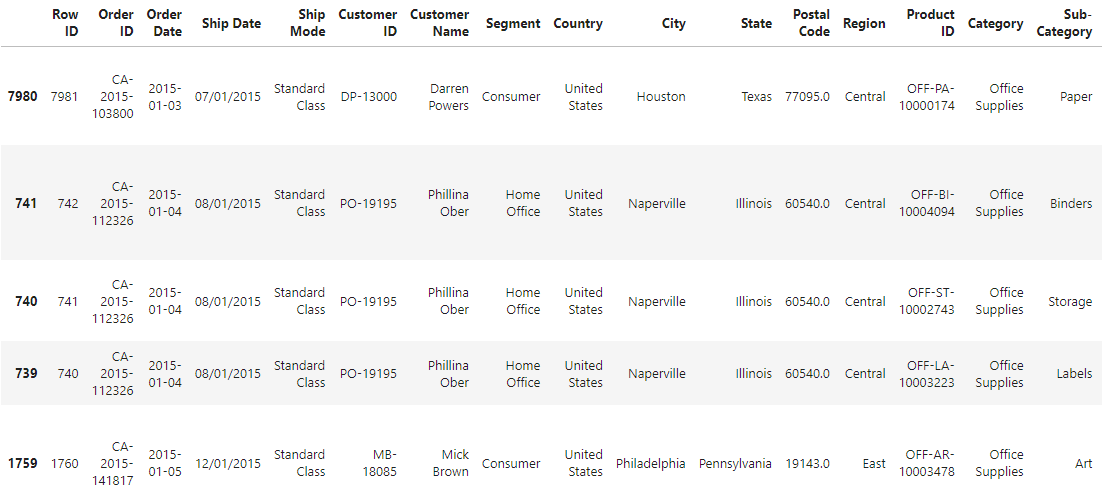 Row ID Order ID Order Date Ship Date Ship Mode Customer ID Customer Name Segment Country City State Postal Code Region Product ID Category Sub-Category
7980 7981 CA-2015-103800 2015-01-03 07/01/2015 Standard Class DP-13000 Darren Powers Consumer United States Houston Texas 77095.0 Central OFF-PA-10000174 Office Supplies Paper
741 742 CA-2015-112326 2015-01-04 08/01/2015 Standard Class PO-19195 Phillina Ober Home Office United States Naperville Illinois 60540.0 Central OFF-BI-10004094 Office Supplies Binders
740 741 CA-2015-112326 2015-01-04 08/01/2015 Standard Class PO-19195 Phillina Ober Home Office United States Naperville Illinois 60540.0 Central OFF-ST-10002743 Office Supplies Storage
739 740 CA-2015-112326 2015-01-04 08/01/2015 Standard Class PO-19195 Phillina Ober Home Office United States Naperville Illinois 60540.0 Central OFF-LA-10003223 Office Supplies Labels
1759 1760 CA-2015-141817 2015-01-05 12/01/2015 Standard Class MB-18085 Mick Brown Consumer United States Philadelphia Pennsylvania 19143.0 East OFF-AR-10003478 Office Supplies Art